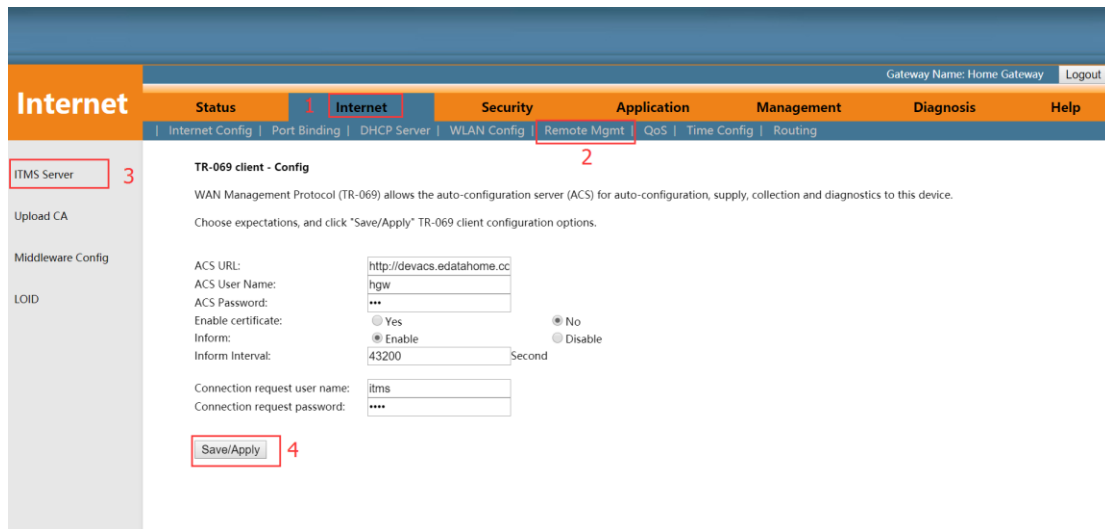 Gateway Name: Home Gateway Logout
Internet
Status 1 Internet Security Application Management Diagnosis Help
| Internet Config | Port Binding | DHCP Server | WLAN Config | Remote Mgmt | QoS | Time Config | Routing
2
ITMS Server 3
Upload CA
Middleware Config
LOID
TR-069 client - Config
WAN Management Protocol (TR-069) allows the auto-configuration server (ACS) for auto-configuration, supply, collection and diagnostics to this device.
Choose expectations, and click "Save/Apply" TR-069 client configuration options.
ACS URL: http://devacs.edatahome.cc
ACS User Name: hgw
ACS Password: •••
Enable certificate: Yes No
Inform: Enable Disable
Inform Interval: 43200 Second
Connection request user name: itms
Connection request password: ••••
Save/Apply 4